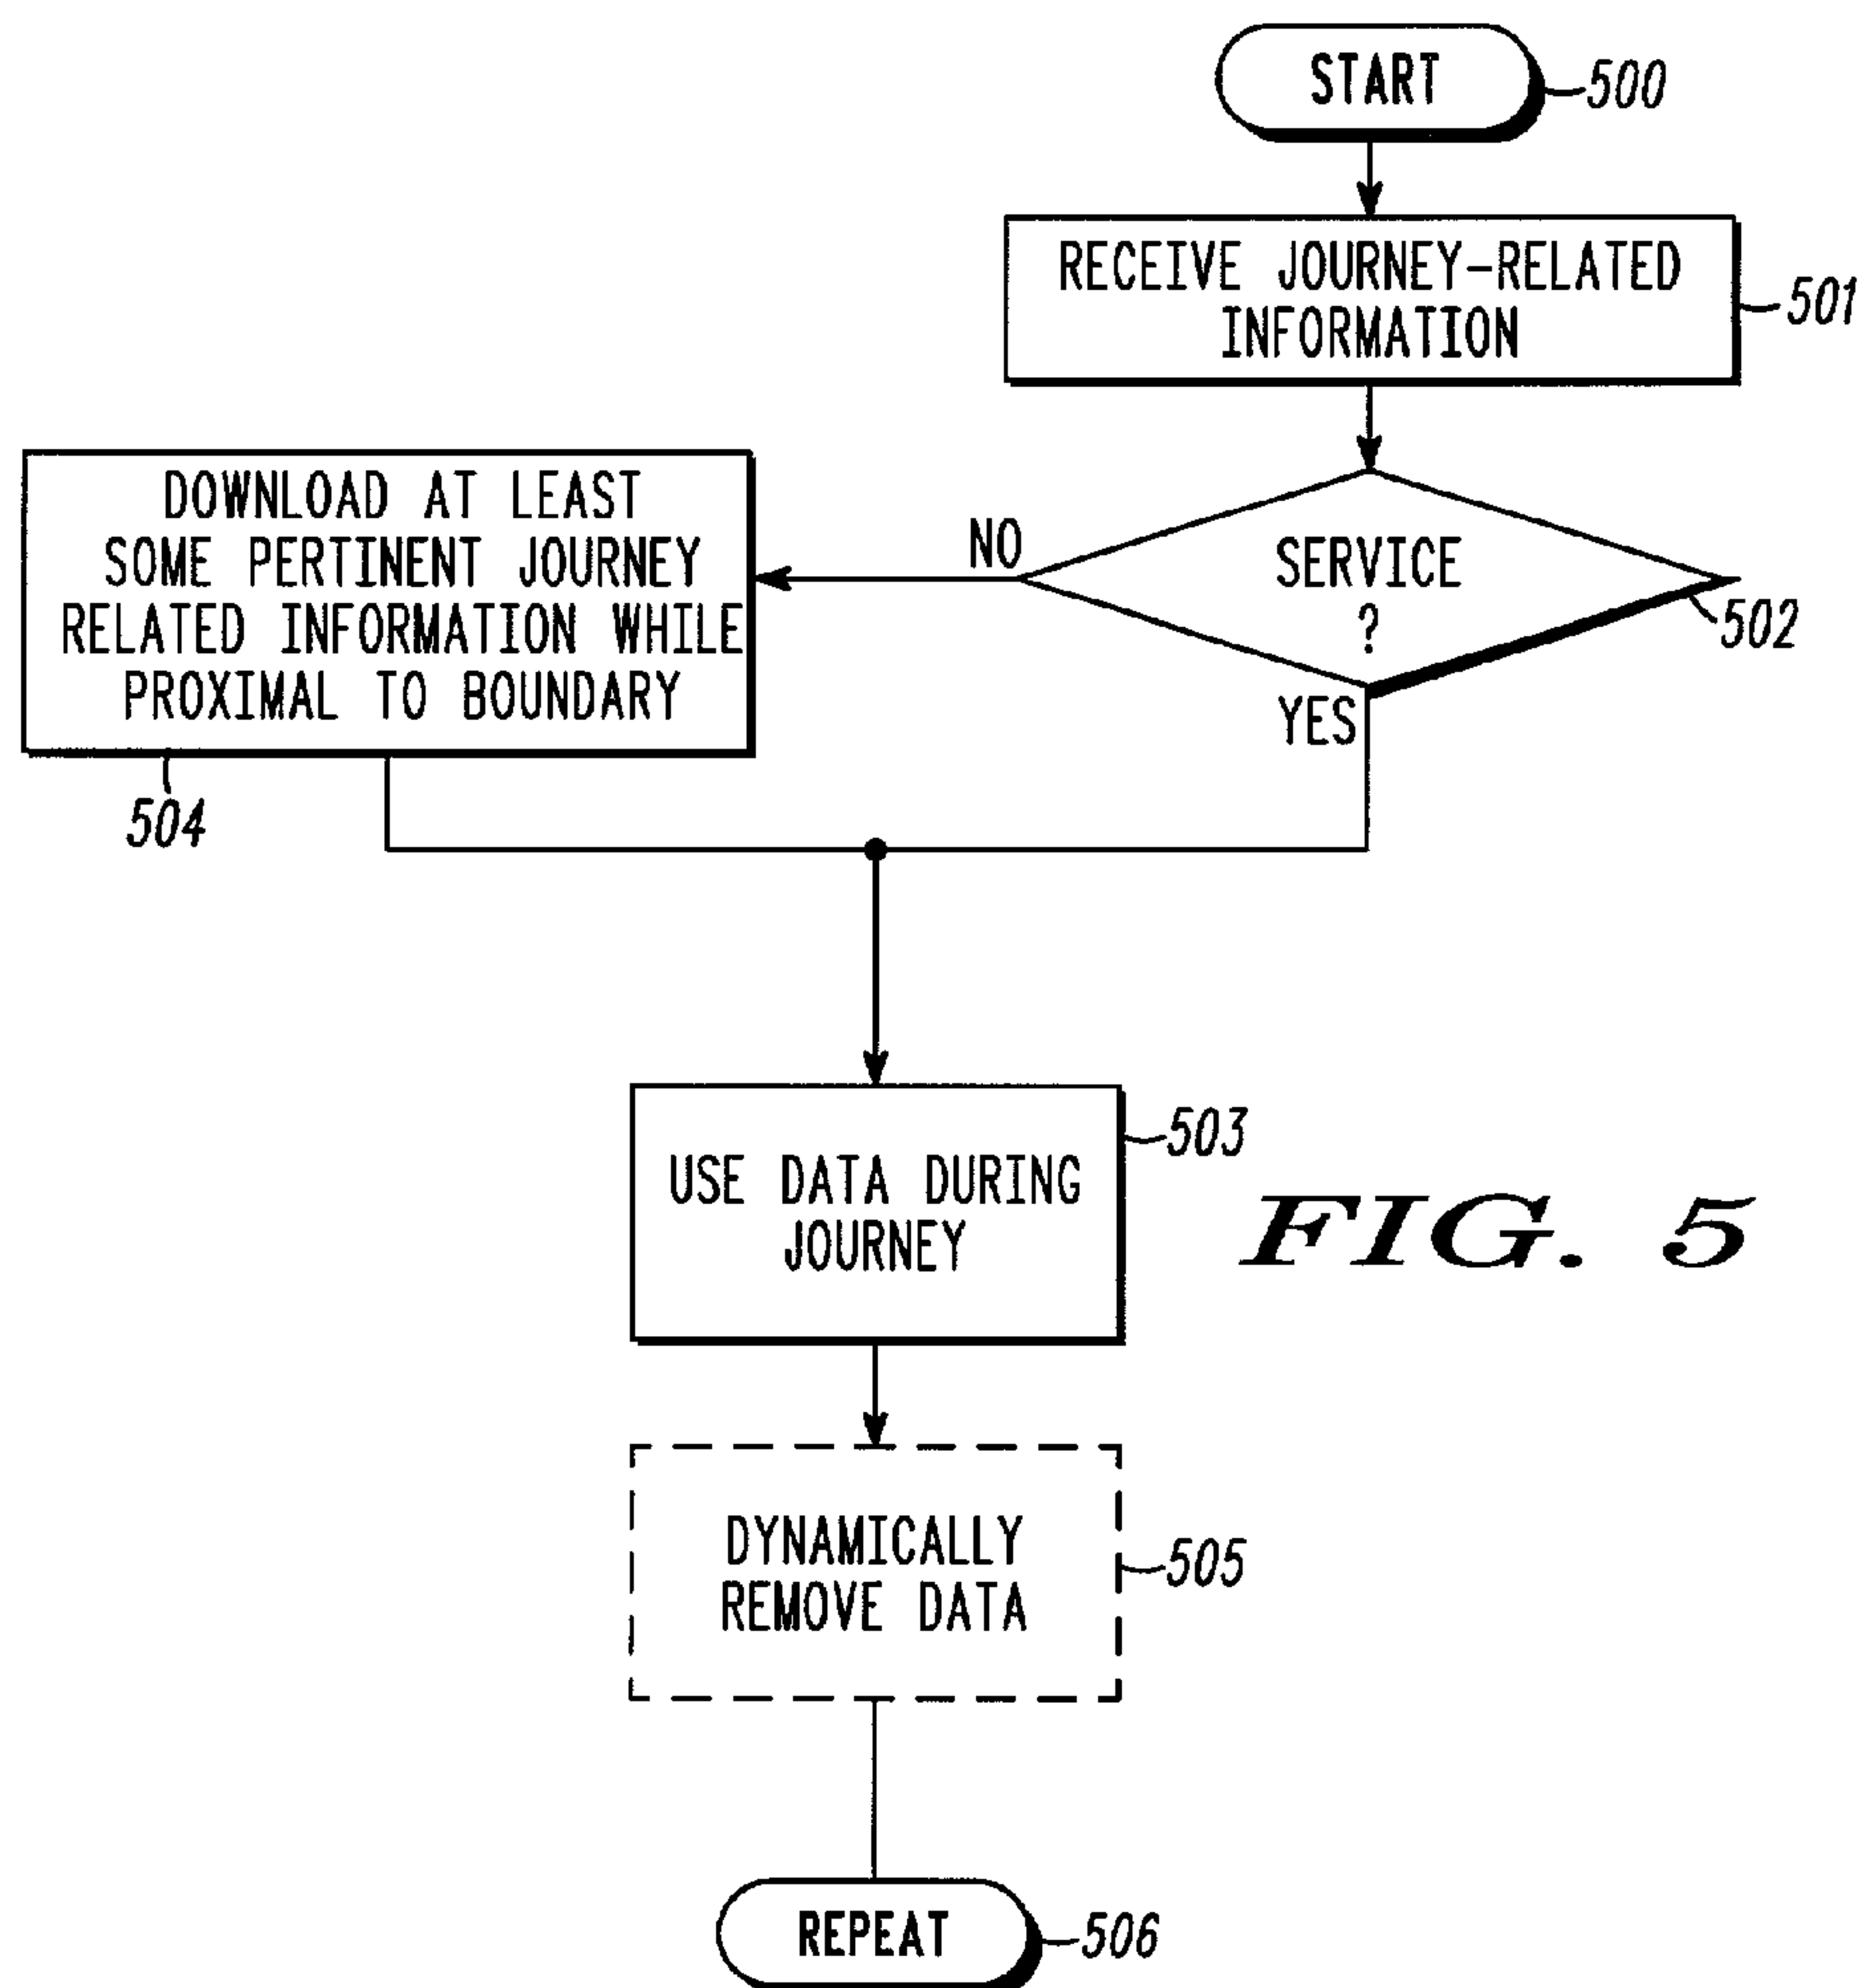 START
500
RECEIVE JOURNEY-RELATED
INFORMATION
501
SERVICE
?
502
NO
YES
DOWNLOAD AT LEAST
SOME PERTINENT JOURNEY
RELATED INFORMATION WHILE
PROXIMAL TO BOUNDARY
504
USE DATA DURING
JOURNEY
503
FIG. 5
DYNAMICALLY
REMOVE DATA
505
REPEAT
506